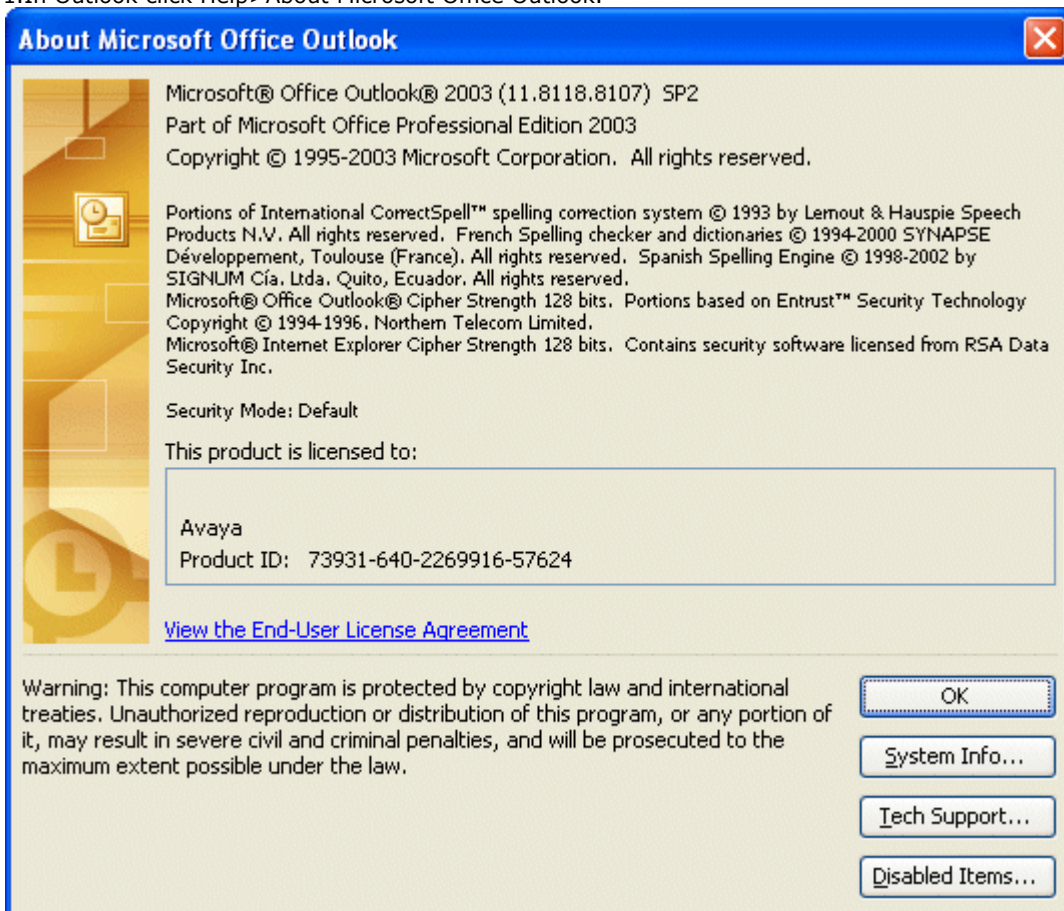 1.In Outlook click Help>About Microsoft Office Outlook.
About Microsoft Office Outlook
Microsoft® Office Outlook® 2003 (11.8118.8107) SP2
Part of Microsoft Office Professional Edition 2003
Copyright © 1995-2003 Microsoft Corporation. All rights reserved.
Portions of International CorrectSpell™ spelling correction system © 1993 by Lernout & Hauspie Speech
Products N.V. All rights reserved. French Spelling checker and dictionaries © 1994-2000 SYNAPSE
Développement, Toulouse (France). All rights reserved. Spanish Spelling Engine © 1998-2002 by
SIGNUM Cía. Ltda. Quito, Ecuador. All rights reserved.
Microsoft® Office Outlook® Cipher Strength 128 bits. Portions based on Entrust™ Security Technology
Copyright © 1994-1996. Northern Telecom Limited.
Microsoft® Internet Explorer Cipher Strength 128 bits. Contains security software licensed from RSA Data
Security Inc.
Security Mode: Default
This product is licensed to:
Avaya
Product ID: 73931-640-2269916-57624
View the End-User License Agreement
Warning: This computer program is protected by copyright law and international
treaties. Unauthorized reproduction or distribution of this program, or any portion of
it, may result in severe civil and criminal penalties, and will be prosecuted to the
maximum extent possible under the law.
OK
System Info...
Tech Support...
Disabled Items...